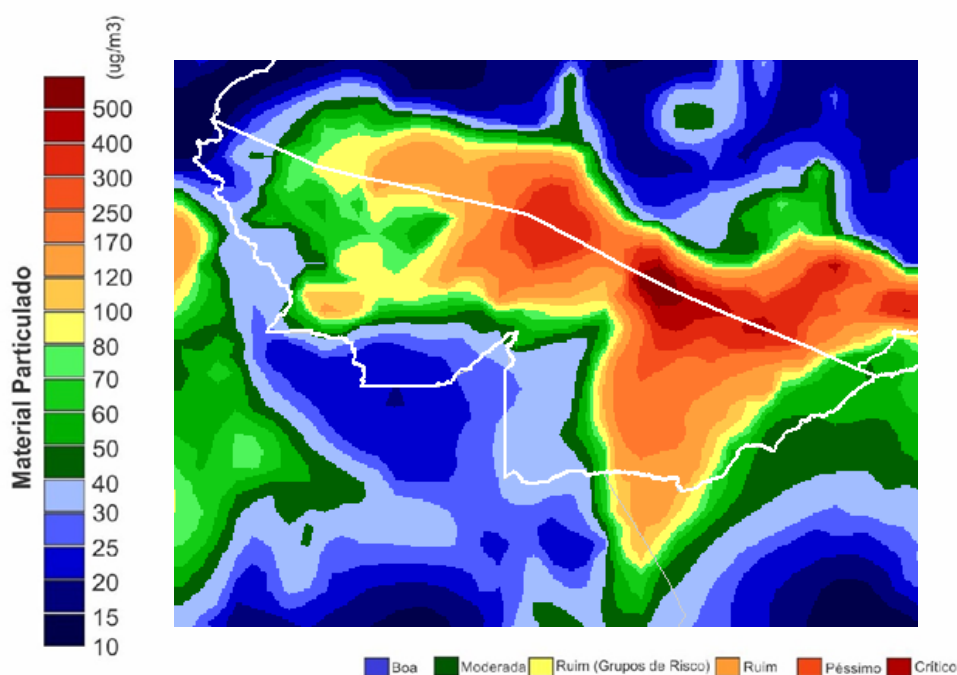 (ug/m3)
Material Particulado
500
400
300
250
170
120
100
80
70
60
50
40
30
25
20
15
10
Boa
Moderada
Ruim (Grupos de Risco)
Ruim
Péssimo
Crítico